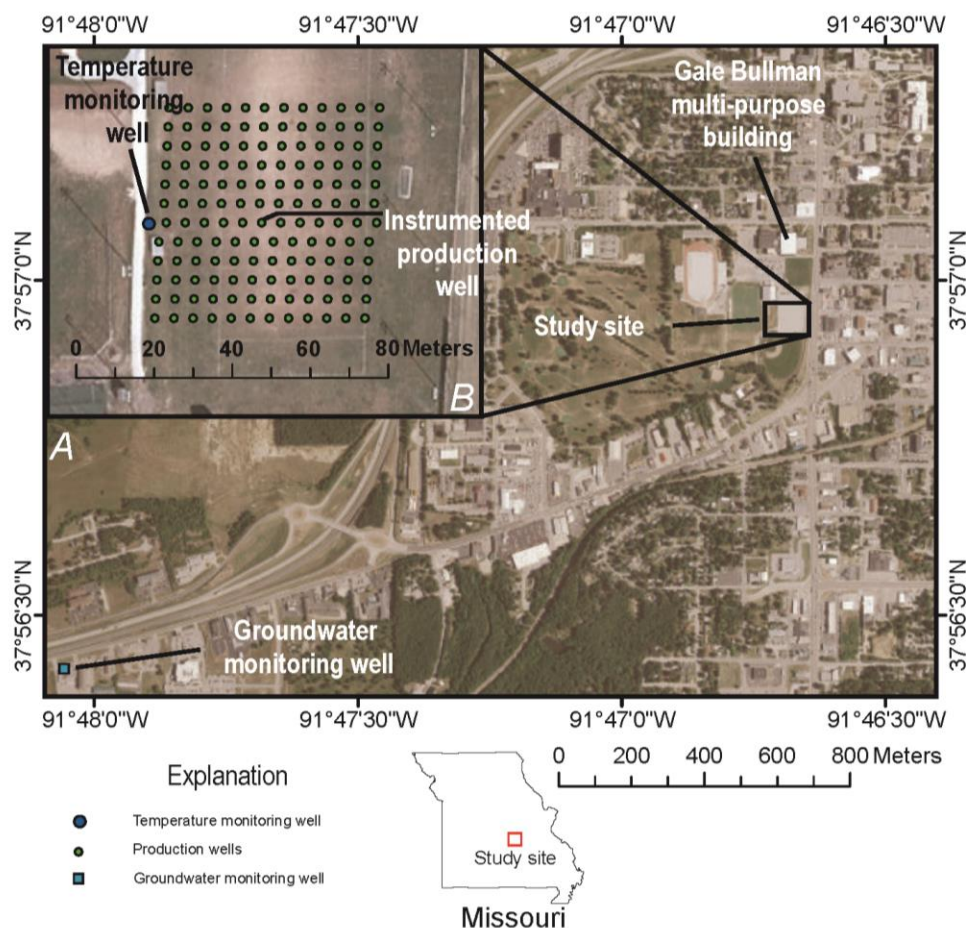 91°48'0"W
91°47'30"W
91°47'0"W
91°46'30"W
Temperature
monitoring
well
Gale Bullman
multi-purpose
building
Instrumented
production
well
Study site
37°57'0"N
37°57'0"N
0 20 40 60 80 Meters
B
A
37°56'30"N
37°56'30"N
Groundwater
monitoring well
91°48'0"W
91°47'30"W
91°47'0"W
91°46'30"W
0 200 400 600 800 Meters
Explanation
Temperature monitoring well
Production wells
Groundwater monitoring well
Study site
Missouri